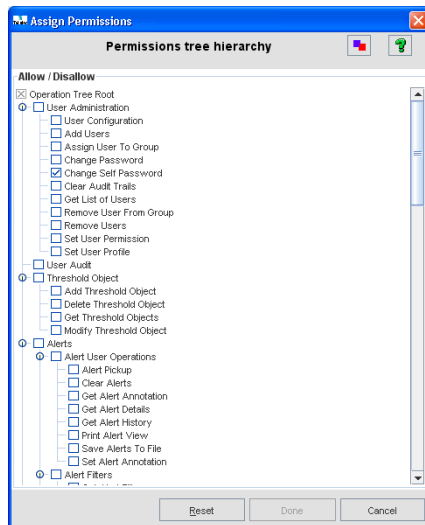 Assign Permissions
Permissions tree hierarchy
Allow / Disallow
Operation Tree Root
User Administration
User Configuration
Add Users
Assign User To Group
Change Password
Change Self Password
Clear Audit Trails
Get List of Users
Remove User From Group
Remove Users
Set User Permission
Set User Profile
User Audit
Threshold Object
Add Threshold Object
Delete Threshold Object
Get Threshold Objects
Modify Threshold Object
Alerts
Alert User Operations
Alert Pickup
Clear Alerts
Get Alert Annotation
Get Alert Details
Get Alert History
Print Alert View
Save Alerts To File
Set Alert Annotation
Alert Filters
Reset
Done
Cancel